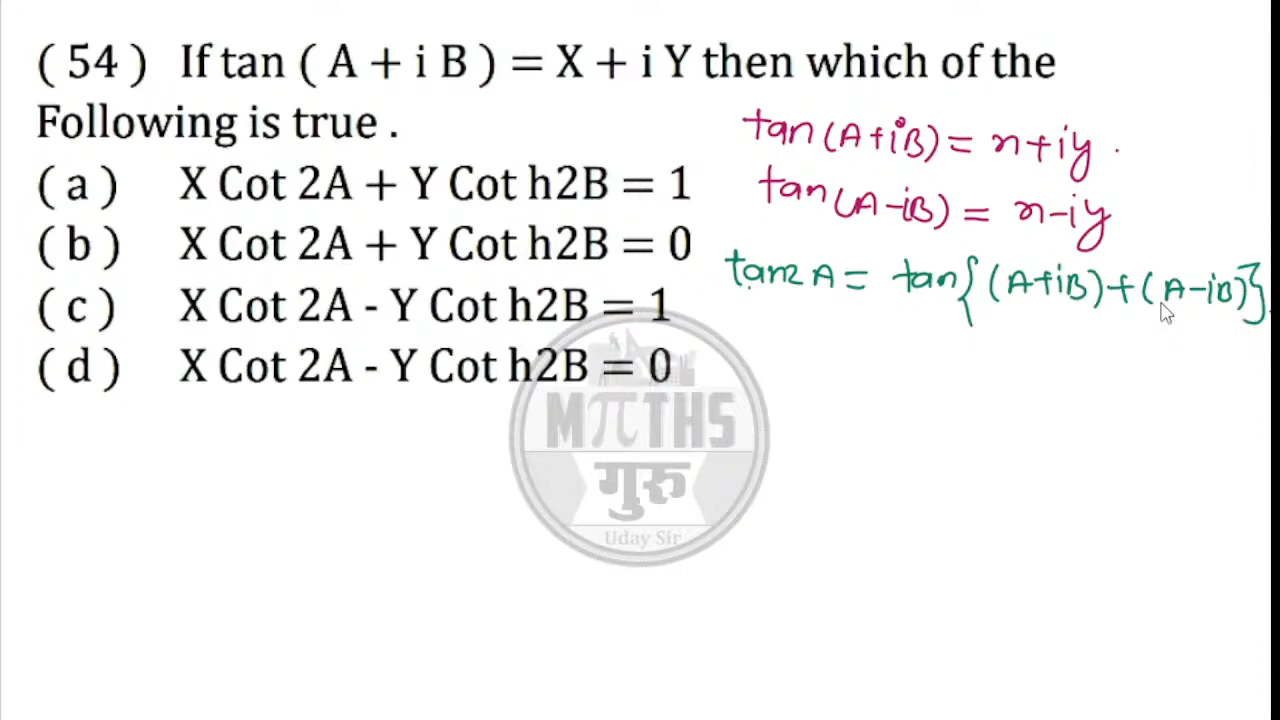 ( 54 ) If tan ( A + i B ) = X + i Y then which of the
Following is true .
( a ) X Cot 2A + Y Cot h2B = 1
( b ) X Cot 2A + Y Cot h2B = 0
( c ) X Cot 2A - Y Cot h2B = 1
( d ) X Cot 2A - Y Cot h2B = 0
tan(A+iB) = x+iy .
tan(A-iB) = x-iy
tan2A = tan{(A+iB)+(A-iB)}
MπTHS
गुरु
Uday Sir